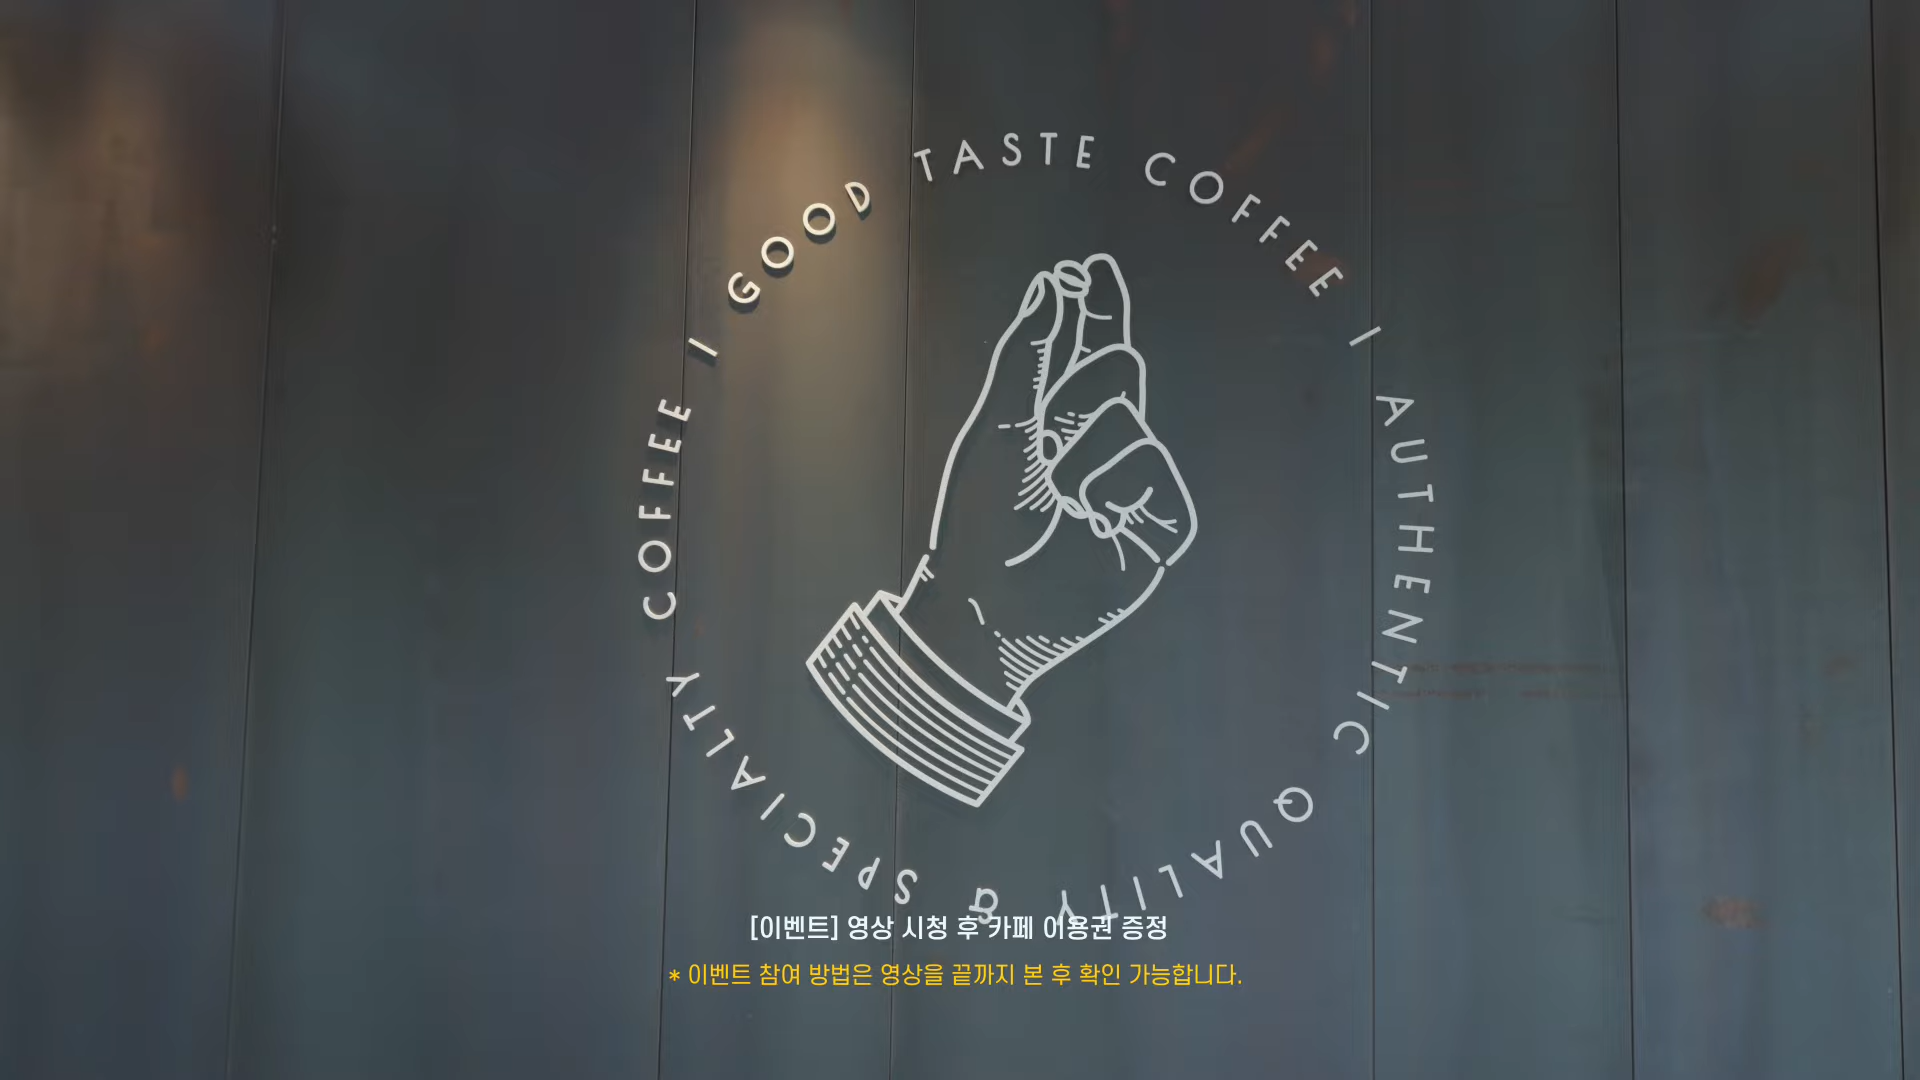 GOOD TASTE COFFEE | AUTHENTIC QUALITY & SPECIALTY COFFEE |
[이벤트] 영상 시청 후 카페 이용권 증정
* 이벤트 참여 방법은 영상을 끝까지 본 후 확인 가능합니다.